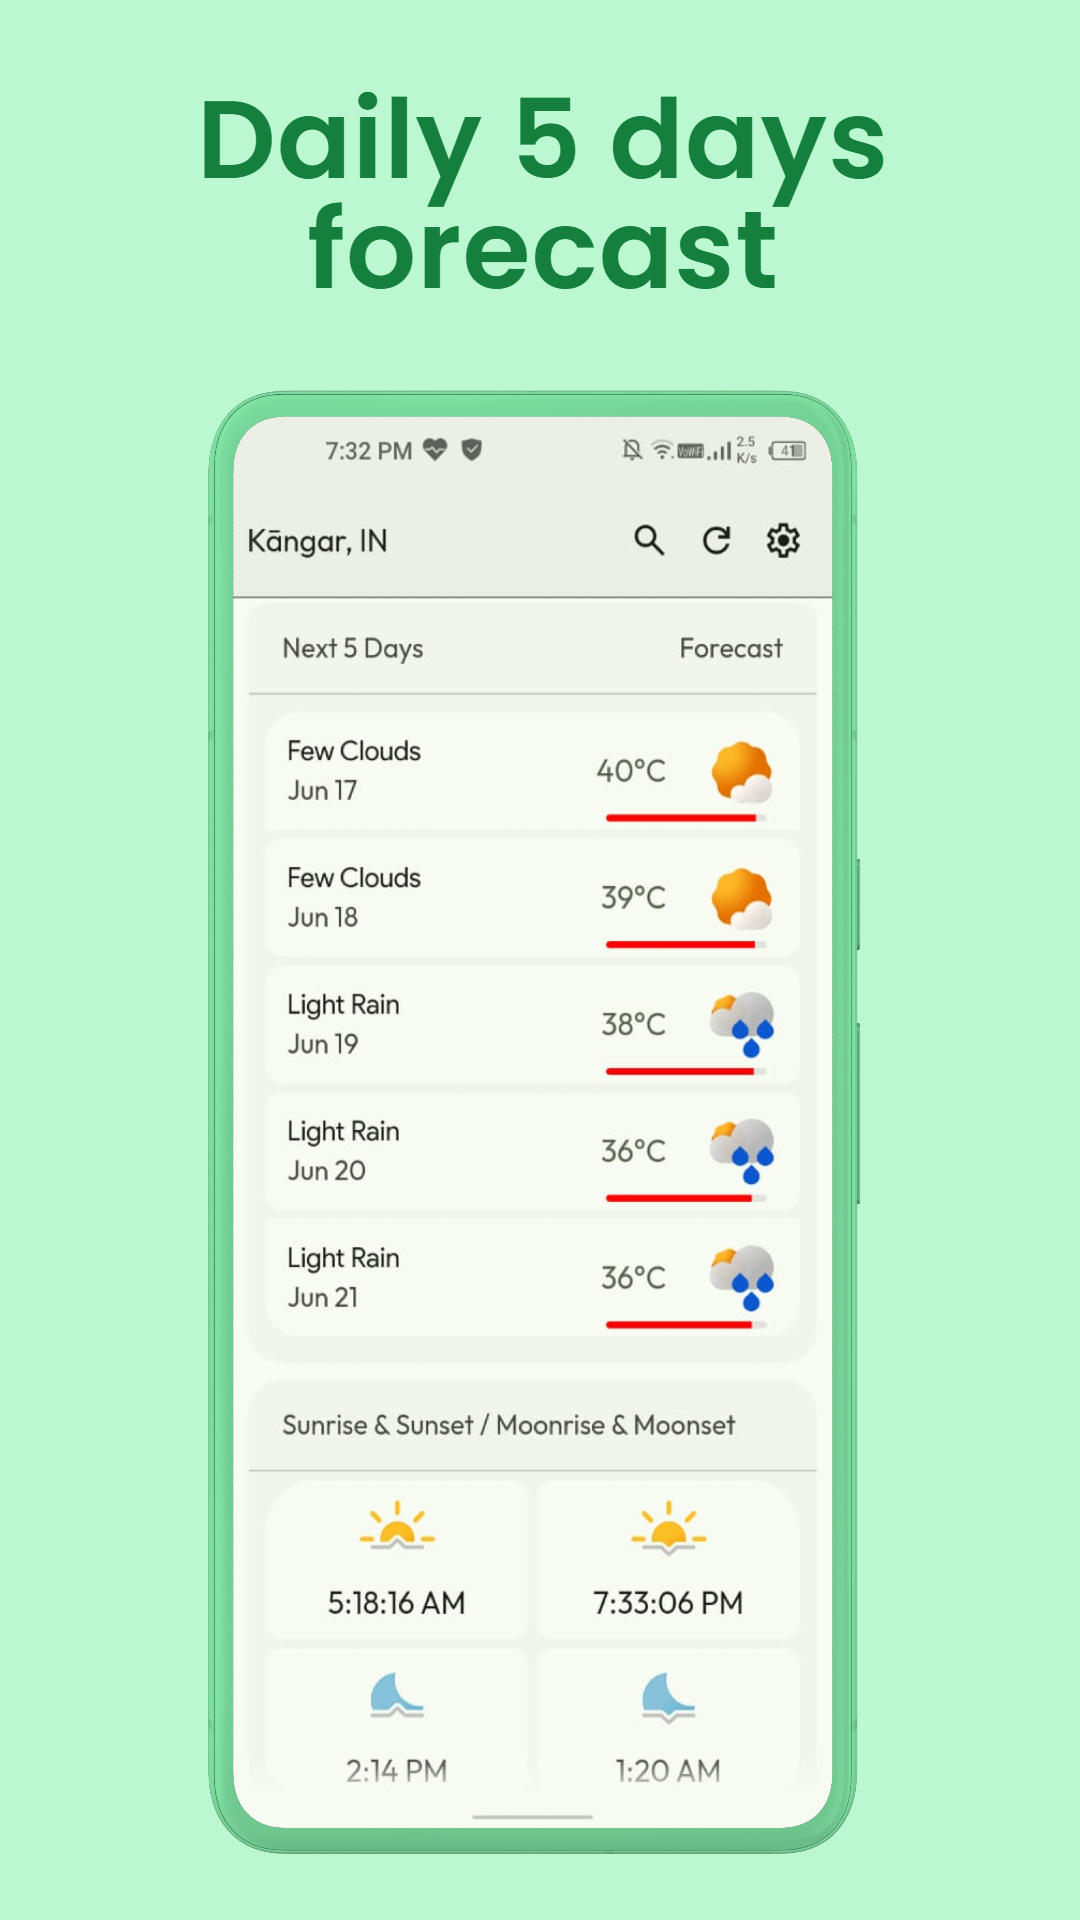 Daily 5 days
forecast
7:32 PM
VoWiFi
2.5
K/s
41
Kāngar, IN
Next 5 Days Forecast
Few Clouds
Jun 17
40°C
Few Clouds
Jun 18
39°C
Light Rain
Jun 19
38°C
Light Rain
Jun 20
36°C
Light Rain
Jun 21
36°C
Sunrise & Sunset / Moonrise & Moonset
5:18:16 AM 7:33:06 PM
2:14 PM 1:20 AM